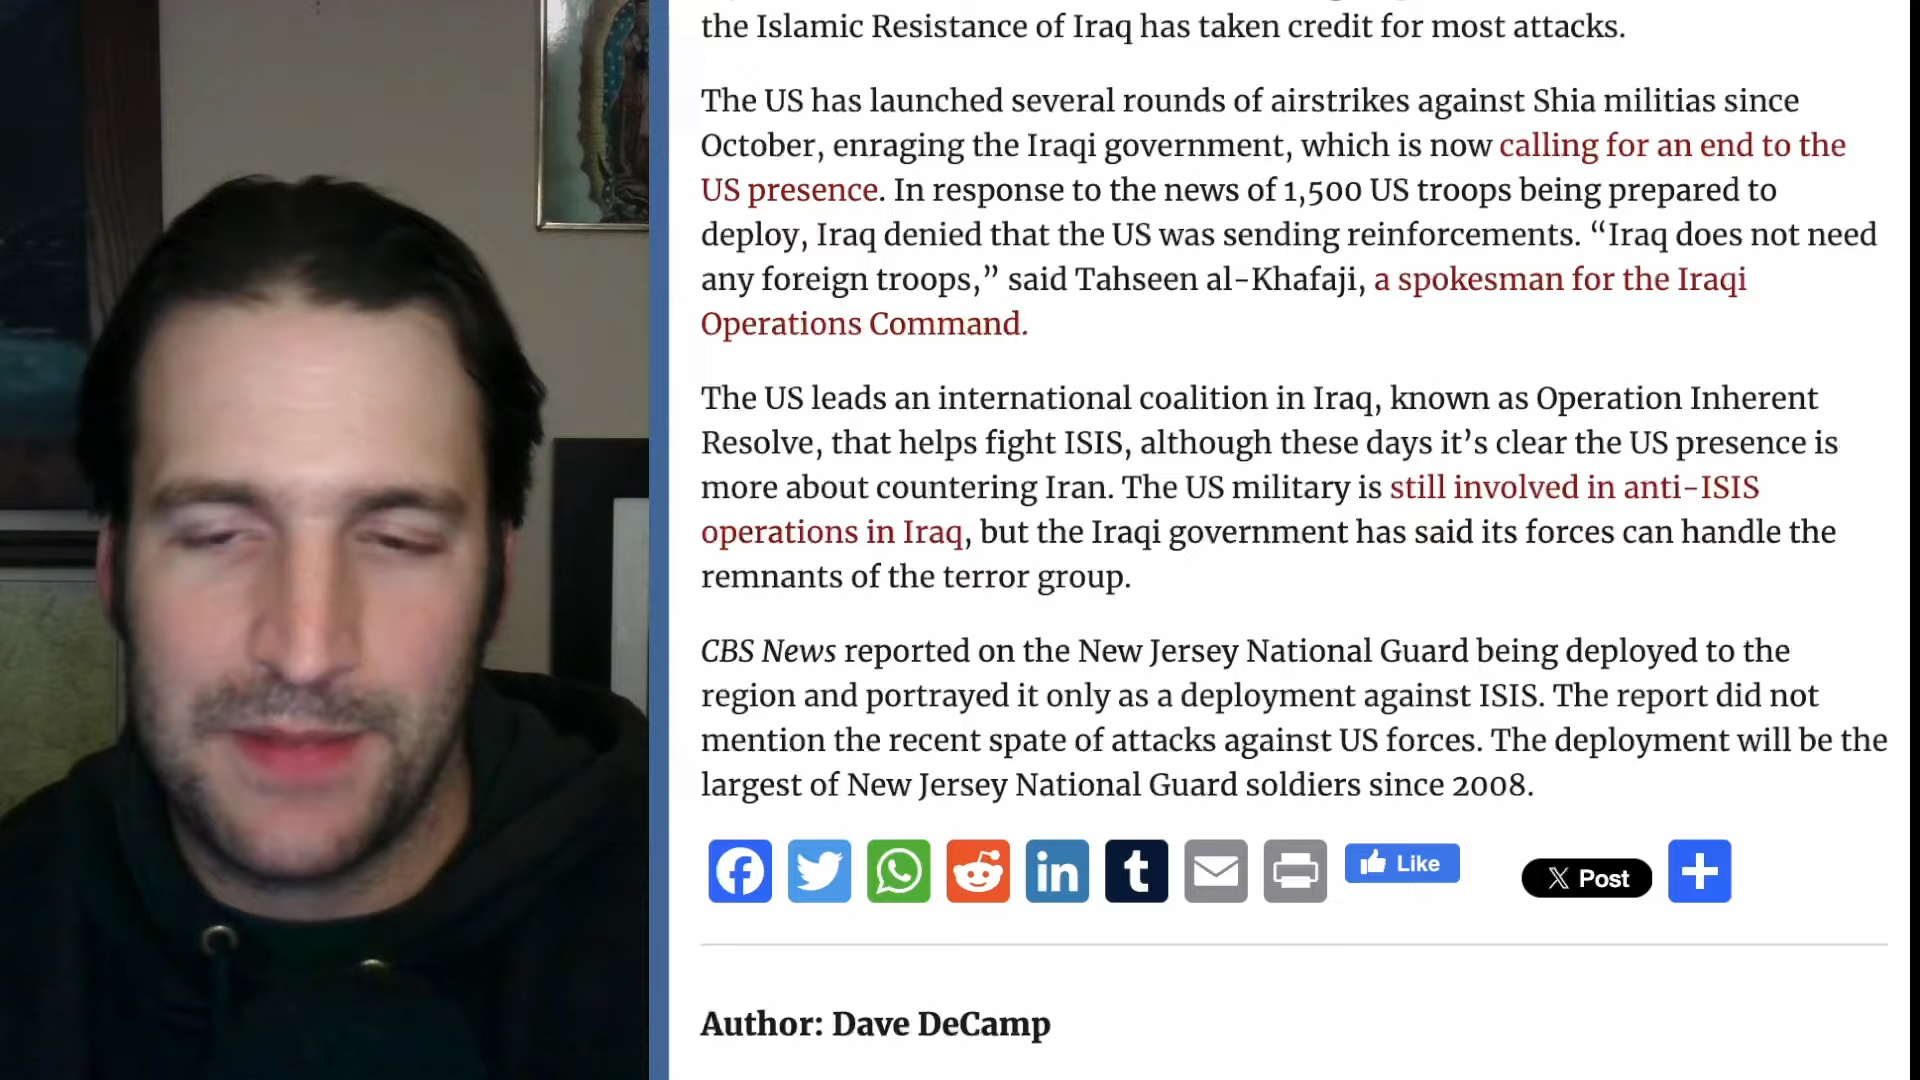 the Islamic Resistance of Iraq has taken credit for most attacks.
The US has launched several rounds of airstrikes against Shia militias since
October, enraging the Iraqi government, which is now calling for an end to the
US presence. In response to the news of 1,500 US troops being prepared to
deploy, Iraq denied that the US was sending reinforcements. “Iraq does not need
any foreign troops,” said Tahseen al-Khafaji, a spokesman for the Iraqi
Operations Command.
The US leads an international coalition in Iraq, known as Operation Inherent
Resolve, that helps fight ISIS, although these days it’s clear the US presence is
more about countering Iran. The US military is still involved in anti-ISIS
operations in Iraq, but the Iraqi government has said its forces can handle the
remnants of the terror group.
CBS News reported on the New Jersey National Guard being deployed to the
region and portrayed it only as a deployment against ISIS. The report did not
mention the recent spate of attacks against US forces. The deployment will be the
largest of New Jersey National Guard soldiers since 2008.
Like
X Post
Author: Dave DeCamp